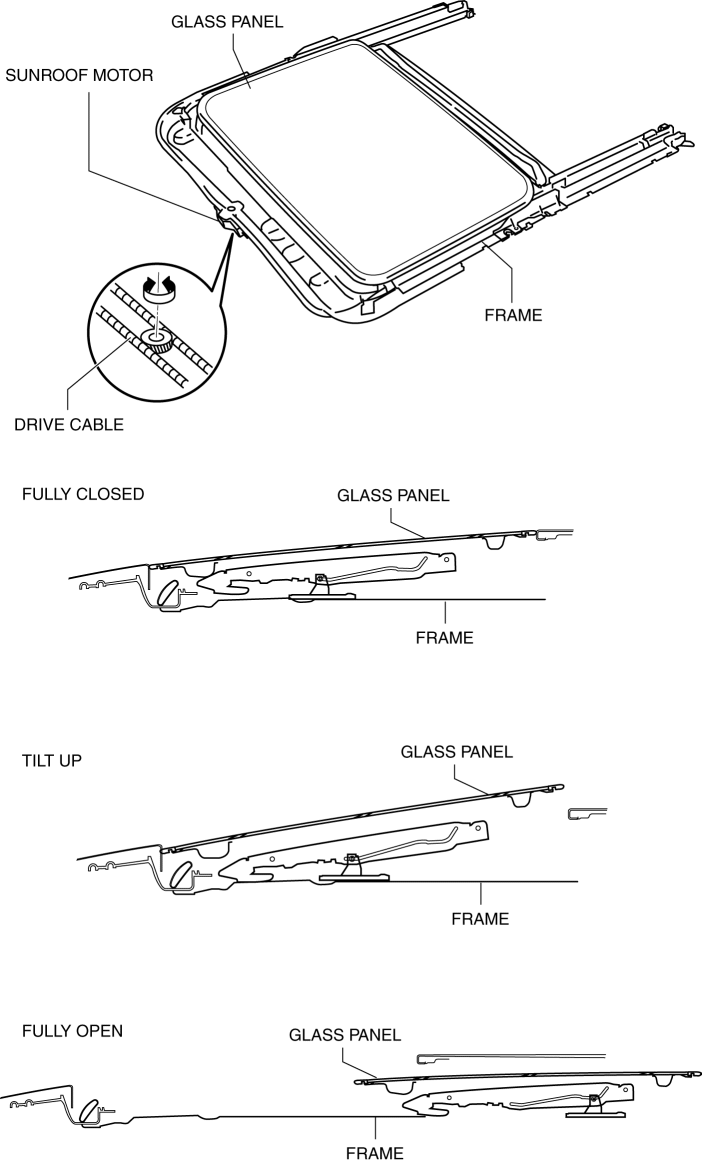 GLASS PANEL
SUNROOF MOTOR
FRAME
DRIVE CABLE
FULLY CLOSED
GLASS PANEL
FRAME
TILT UP
GLASS PANEL
FRAME
FULLY OPEN
GLASS PANEL
FRAME